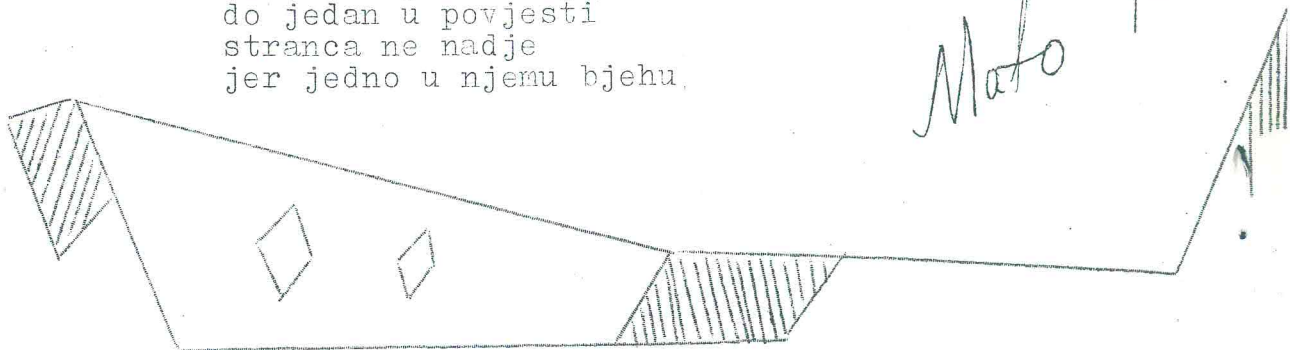 do jedan u povjesti
stranca ne nadje
jer jedno u njemu bjehu
Mato